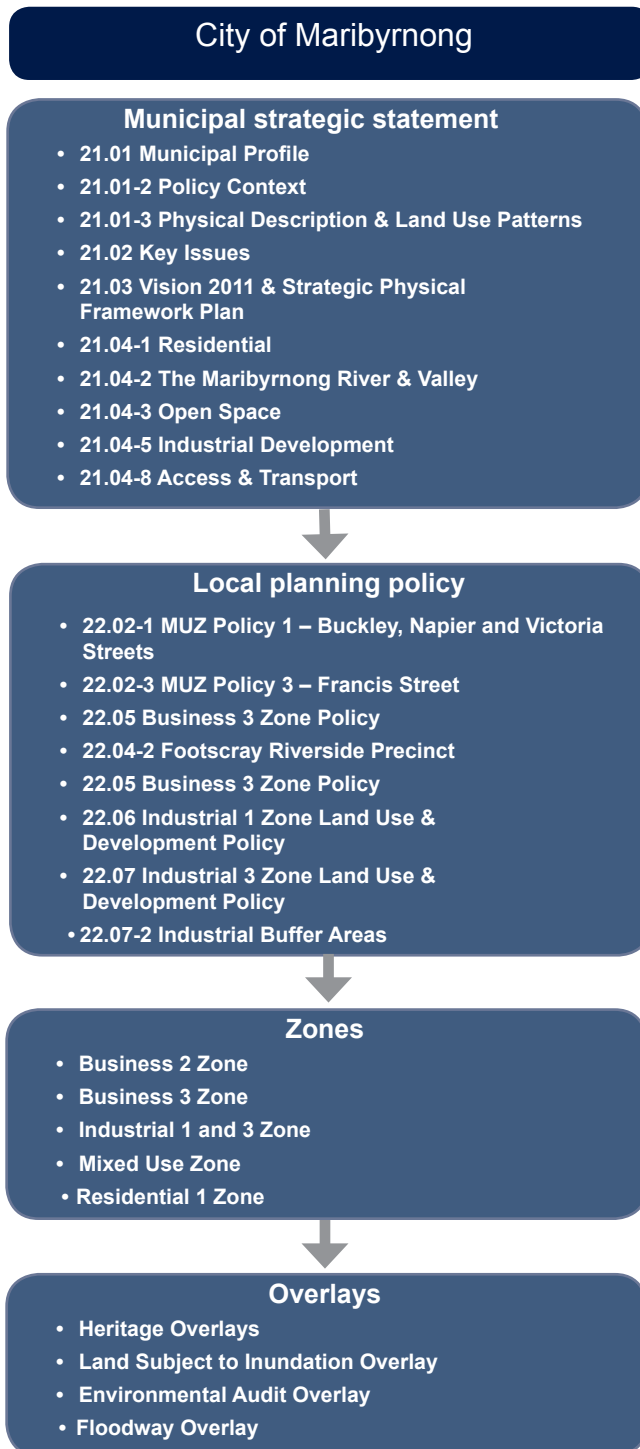 City of Maribyrnong
Municipal strategic statement
• 21.01 Municipal Profile
• 21.01-2 Policy Context
• 21.01-3 Physical Description & Land Use Patterns
• 21.02 Key Issues
• 21.03 Vision 2011 & Strategic Physical
Framework Plan
• 21.04-1 Residential
• 21.04-2 The Maribyrnong River & Valley
• 21.04-3 Open Space
• 21.04-5 Industrial Development
• 21.04-8 Access & Transport
Local planning policy
• 22.02-1 MUZ Policy 1 – Buckley, Napier and Victoria
Streets
• 22.02-3 MUZ Policy 3 – Francis Street
• 22.05 Business 3 Zone Policy
• 22.04-2 Footscray Riverside Precinct
• 22.05 Business 3 Zone Policy
• 22.06 Industrial 1 Zone Land Use &
Development Policy
• 22.07 Industrial 3 Zone Land Use &
Development Policy
• 22.07-2 Industrial Buffer Areas
Zones
• Business 2 Zone
• Business 3 Zone
• Industrial 1 and 3 Zone
• Mixed Use Zone
• Residential 1 Zone
Overlays
• Heritage Overlays
• Land Subject to Inundation Overlay
• Environmental Audit Overlay
• Floodway Overlay